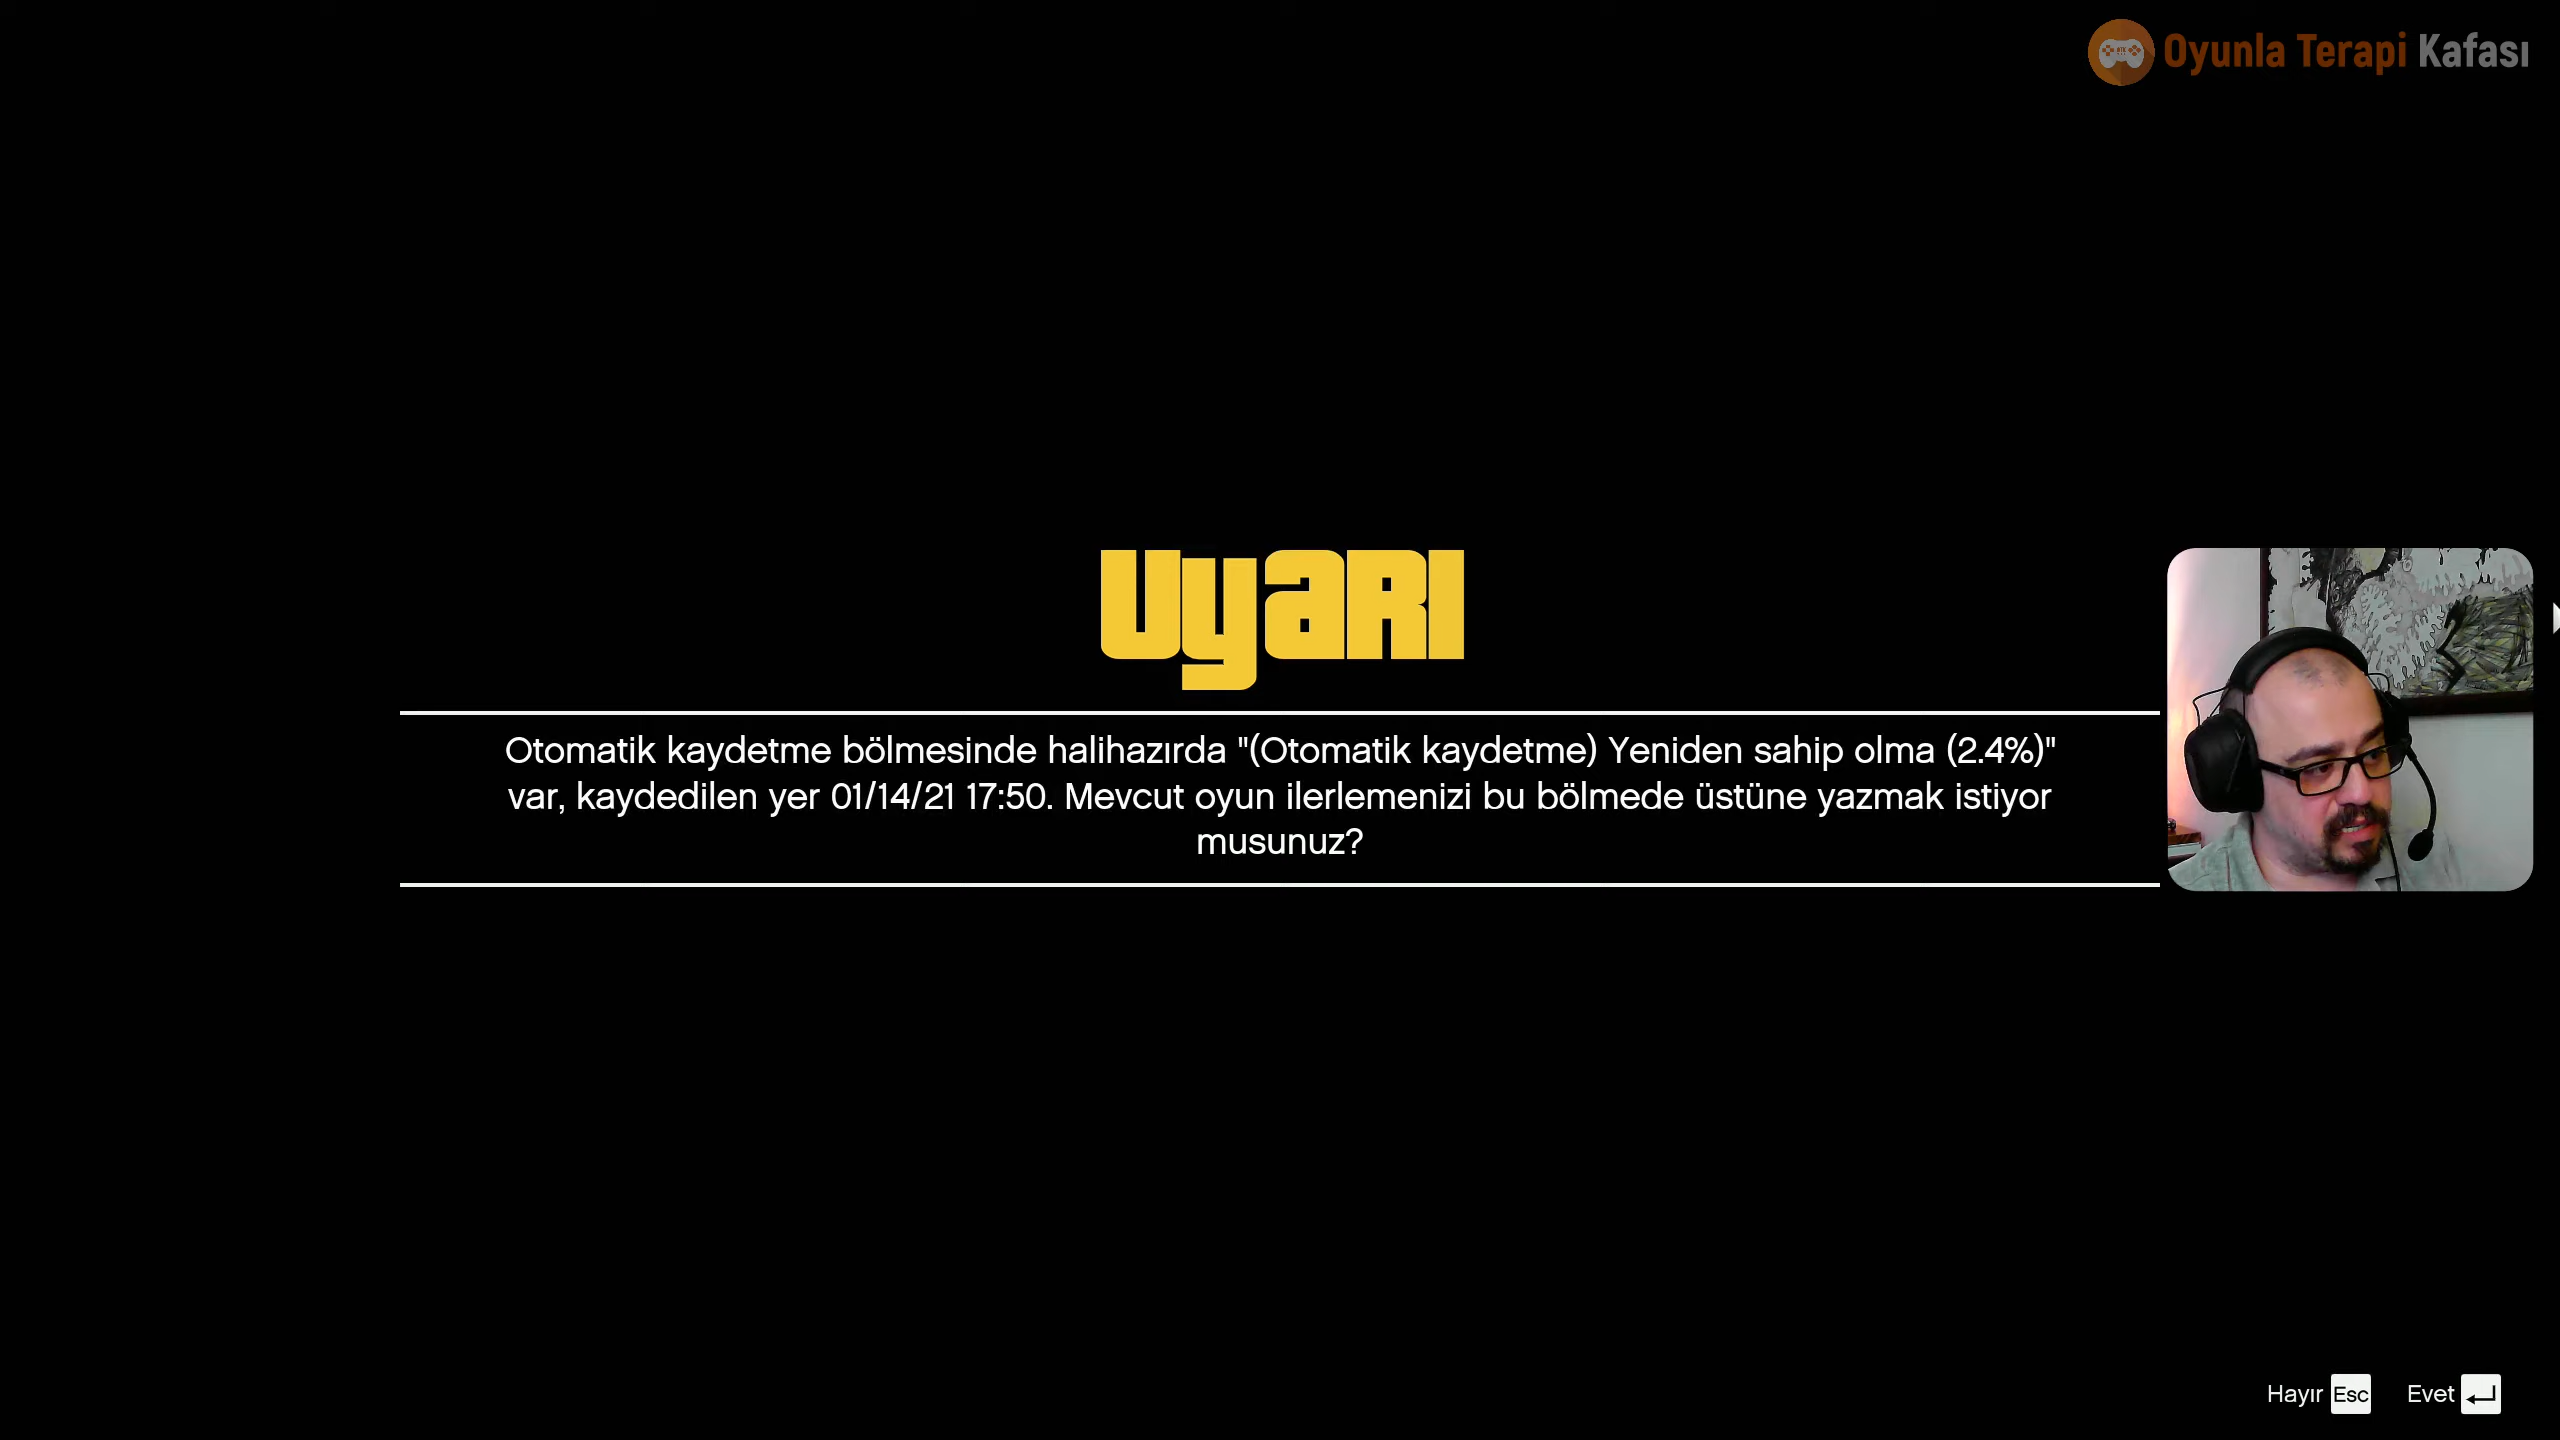 Oyunla Terapi Kafası
Uyarı
Otomatik kaydetme bölmesinde halihazırda "(Otomatik kaydetme) Yeniden sahip olma (2.4%)"
var, kaydedilen yer 01/14/21 17:50. Mevcut oyun ilerlemenizi bu bölmede üstüne yazmak istiyor
musunuz?
Hayır Esc Evet